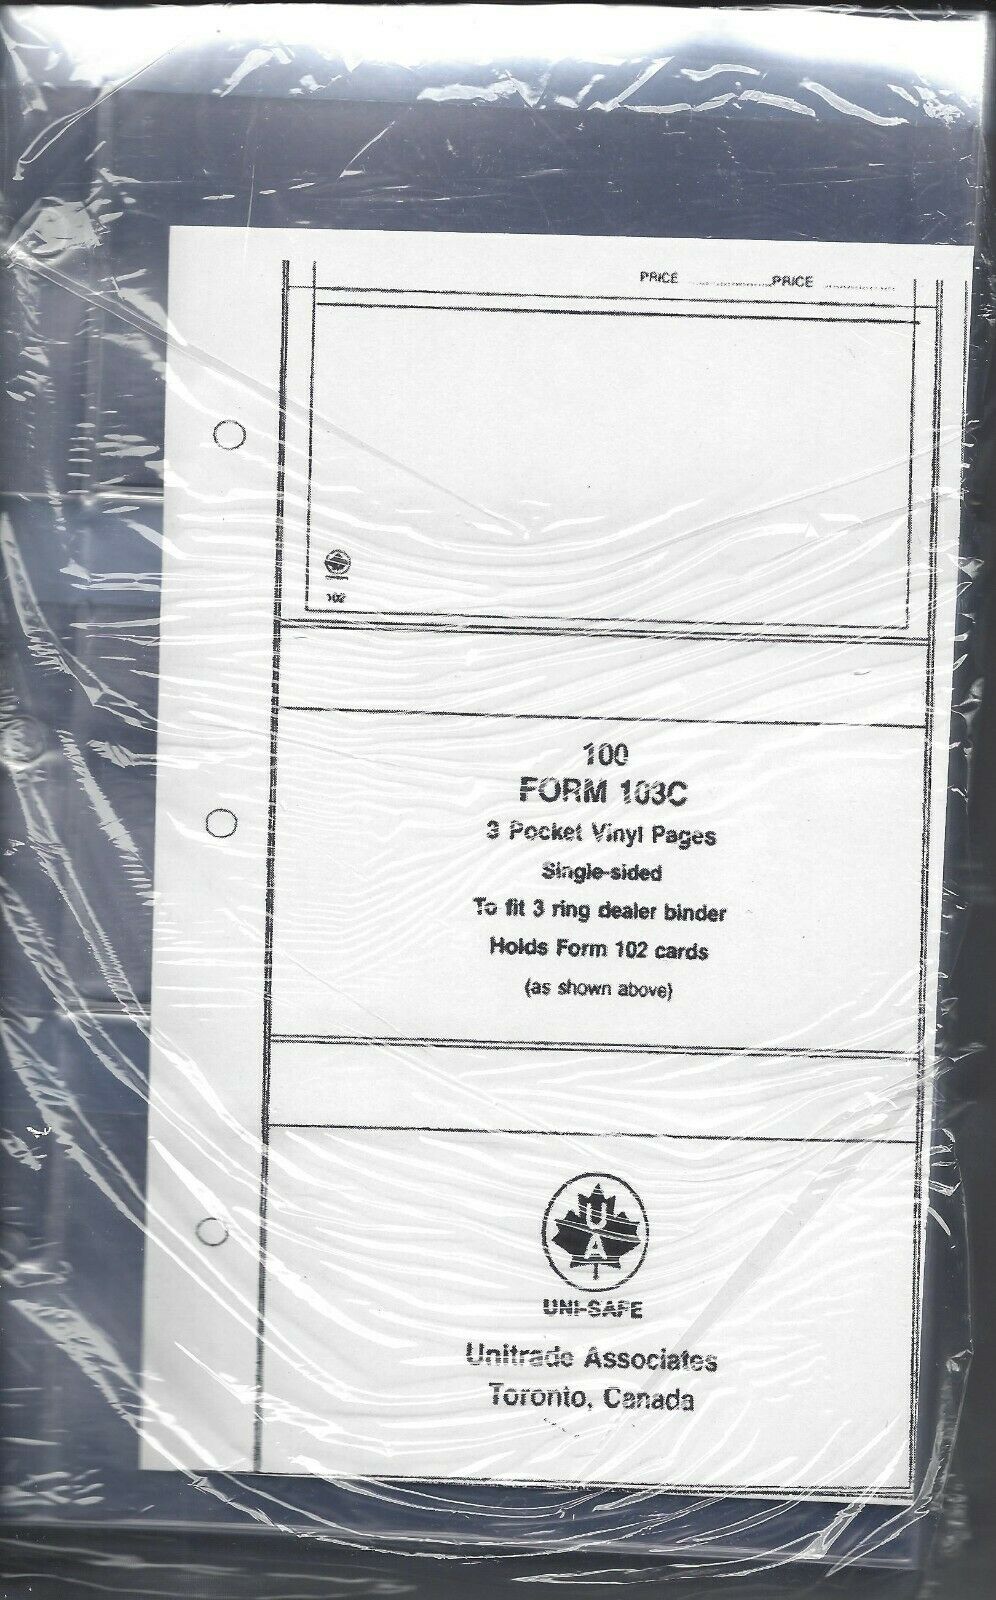 PRICE PRICE
102
100
FORM 103C
3 Pocket Vinyl Pages
Single-sided
To fit 3 ring dealer binder
Holds Form 102 cards
(as shown above)
U
A
UNI-SAFE
Unitrade Associates
Toronto, Canada